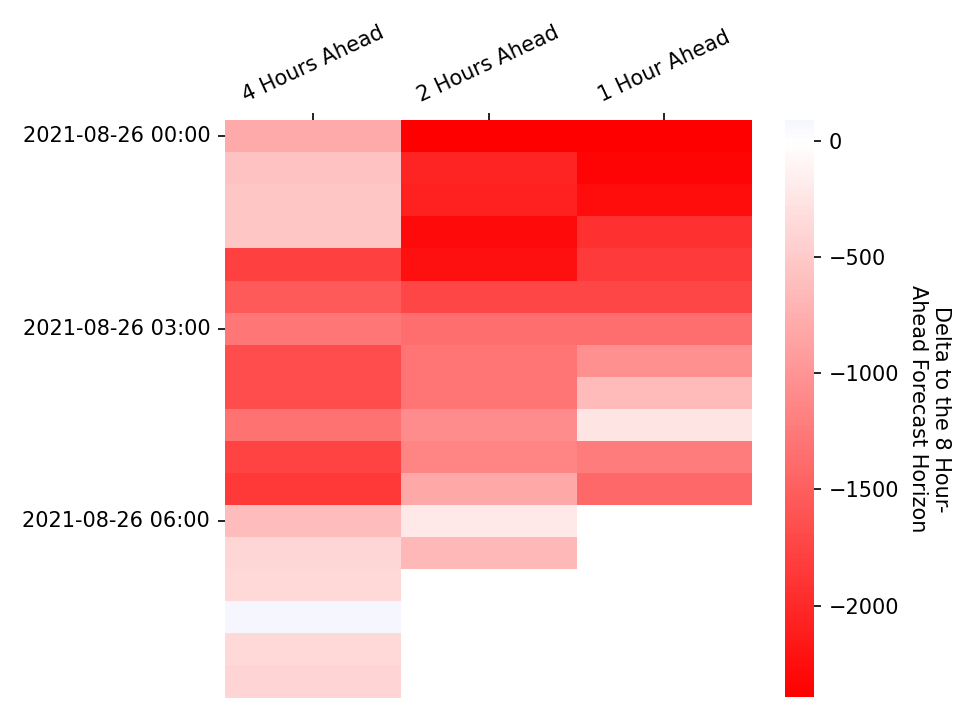 4 Hours Ahead
2 Hours Ahead
1 Hour Ahead
2021-08-26 00:00
2021-08-26 03:00
2021-08-26 06:00
0
−500
−1000
−1500
−2000
Delta to the 8 Hour-
Ahead Forecast Horizon